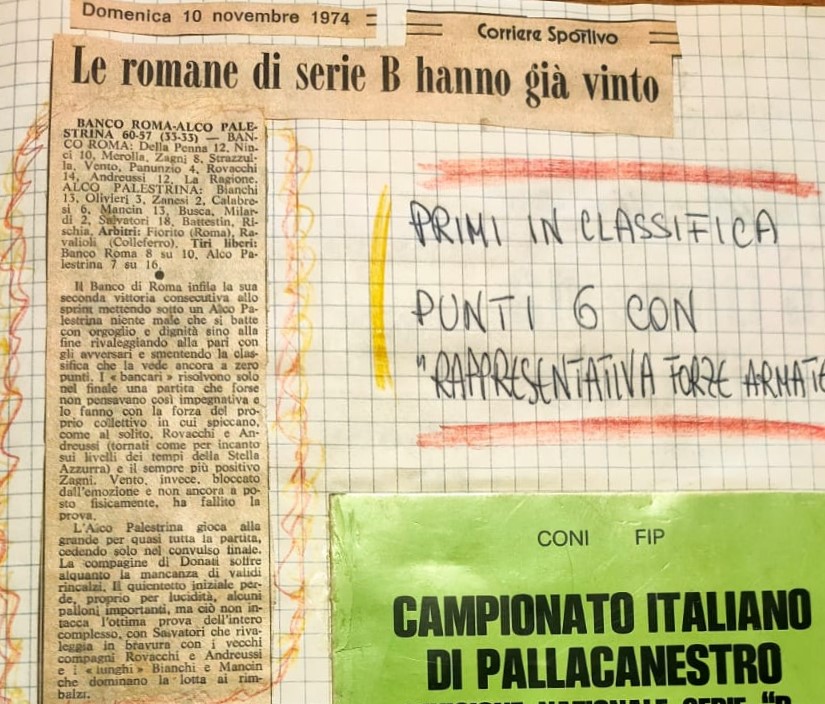 Domenica 10 novembre 1974
Corriere Sportivo
Le romane di serie B hanno già vinto
BANCO ROMA-ALCO PALE-
STRINA 60-57 (33-33) — BAN-
CO ROMA: Della Penna 12, Nin-
ci 10, Merolla, Zagni 8, Strazzul-
la, Vento, Panunzio 4, Rovacchi
14, Andreussi 12, La Ragione.
ALCO PALESTRINA: Bianchi
13, Olivieri 3, Zanesi 2, Calabre-
si 6, Mancin 13, Busca, Milar-
di 2, Salvatori 18, Battestin, Ri-
schia, Arbitri: Fiorito (Roma), Ra-
valioli (Colleferro). Tiri liberi:
Banco Roma 8 su 10, Alco Pa-
lestrina 7 su 16.
Il Banco di Roma infila la sua
seconda vittoria consecutiva allo
sprint mettendo sotto un Alco Pa-
lestrina niente male che si batte
con orgoglio e dignità sino alla
fine rivaleggiando alla pari con
gli avversari e smentendo la clas-
sifica che la vede ancora a zero
punti. I « bancari » risolvono solo
nel finale una partita che forse
non pensavano così impegnativa e
lo fanno con la forza del pro-
prio collettivo in cui spiccano,
come al solito, Rovacchi e An-
dreussi (tornati come per incanto
sui livelli dei tempi della Stella
Azzurra) e il sempre più positivo
Zagni. Vento, invece, bloccato
dall'emozione e non ancora a po-
sto fisicamente, ha fallito la
prova.
L'Alco Palestrina gioca alla
grande per quasi tutta la partita,
cedendo solo nel convulso finale.
La compagine di Donati soffre
alquanto la mancanza di validi
rincalzi. Il quientetto iniziale per-
de, proprio per lucidità, alcuni
palloni importanti, ma ciò non in-
tacca l'ottima prova dell'intero
complesso, con Salvatori che riva-
leggia in bravura con i vecchi
compagni Rovacchi e Andreussi
e i « lunghi » Bianchi e Mancin
che dominano la lotta ai rim-
balzi.
PRIMI IN CLASSIFICA
PUNTI 6 CON
"RAPPRESENTATIVA FORZE ARMATE
CONI FIP
CAMPIONATO ITALIANO
DI PALLACANESTRO
NAZIONALE SERIE "B